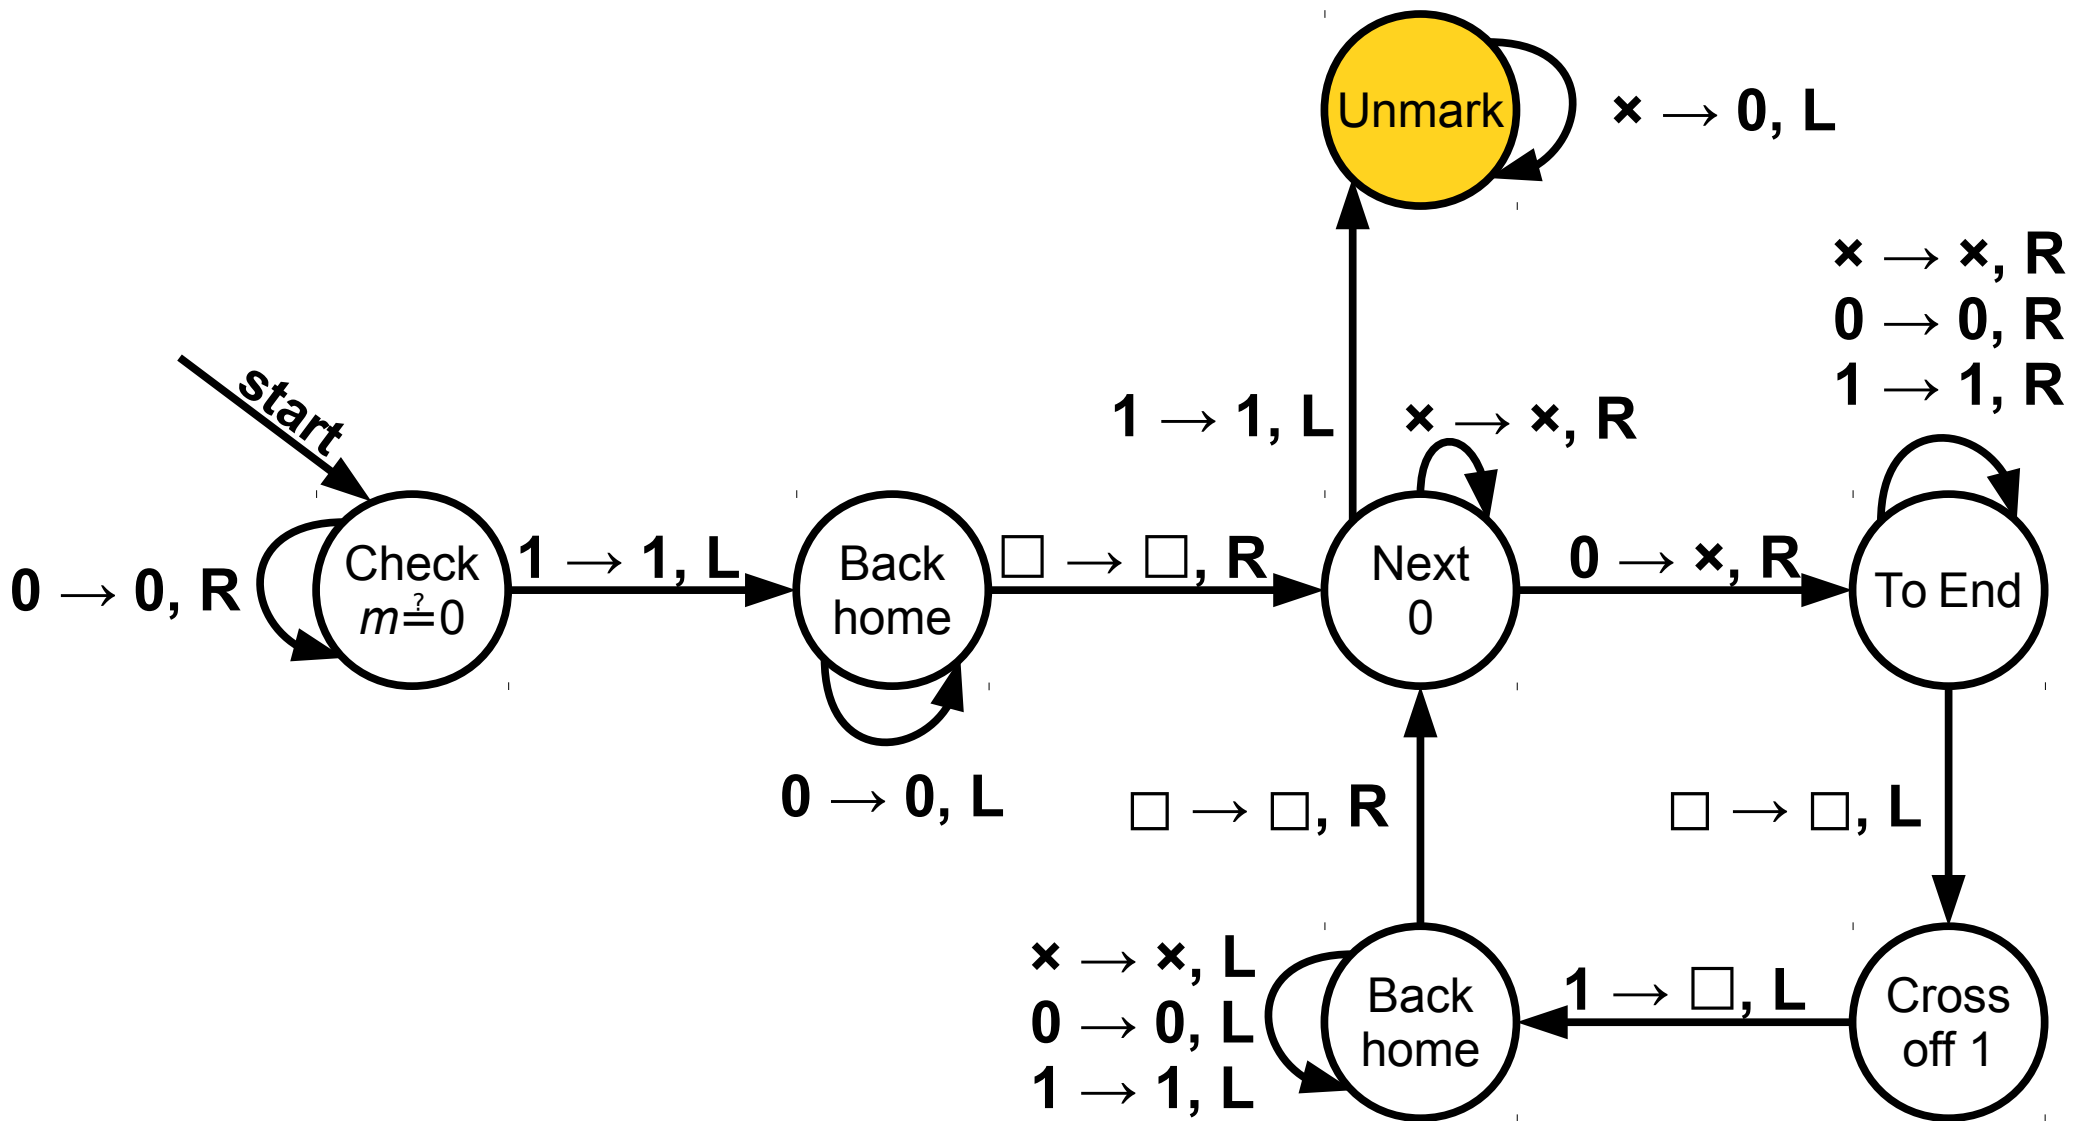 Unmark
× → 0, L
× → ×, R
0 → 0, R
1 → 1, R
start
1 → 1, L
× → ×, R
0 → 0, R
Check
m≟0
1 → 1, L
Back
home
□ → □, R
Next
0
0 → ×, R
To End
0 → 0, L
□ → □, R
□ → □, L
× → ×, L
0 → 0, L
1 → 1, L
Back
home
1 → □, L
Cross
off 1